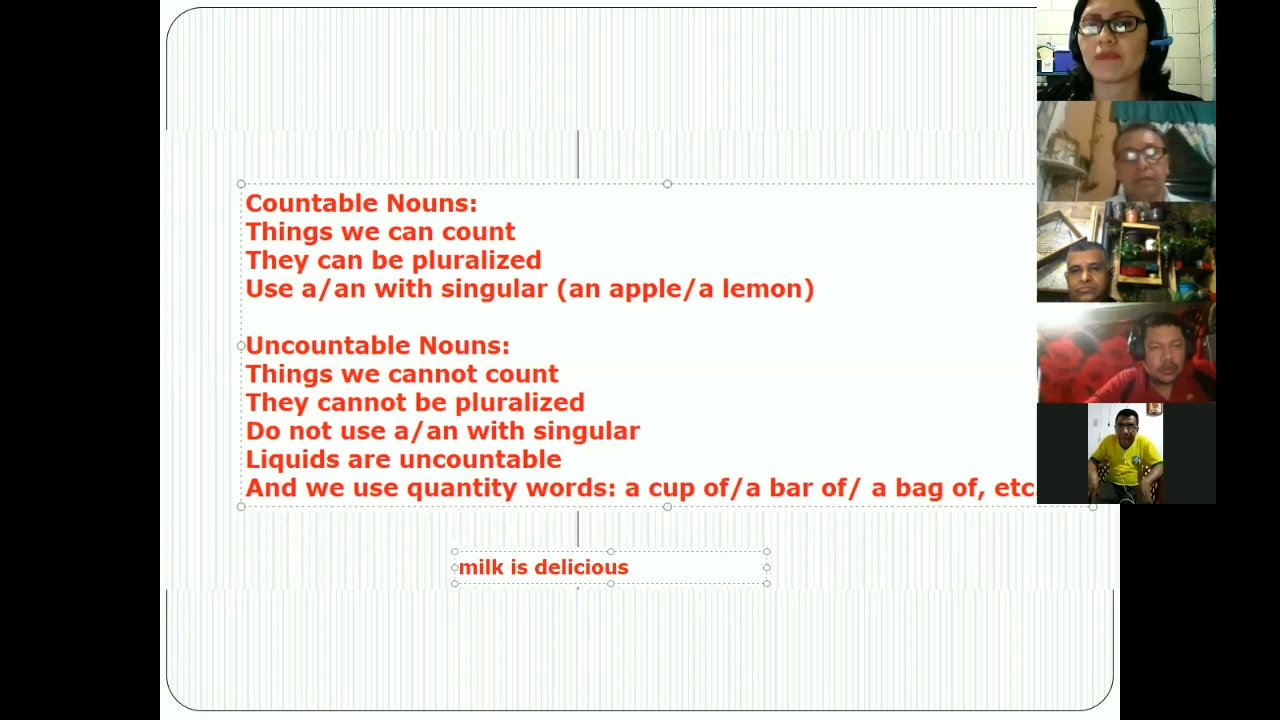 Countable Nouns:
Things we can count
They can be pluralized
Use a/an with singular (an apple/a lemon)
Uncountable Nouns:
Things we cannot count
They cannot be pluralized
Do not use a/an with singular
Liquids are uncountable
And we use quantity words: a cup of/a bar of/ a bag of, etc
milk is delicious